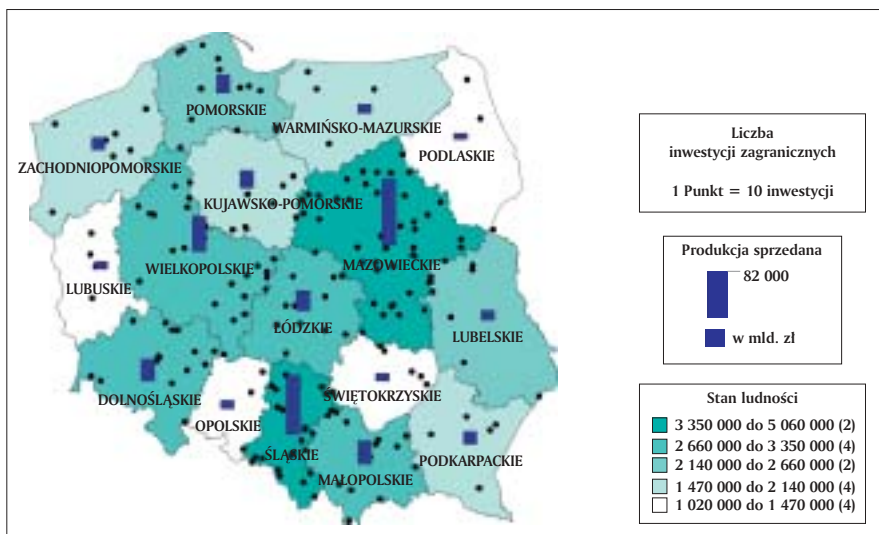 POMORSKIE
WARMIŃSKO-MAZURSKIE
PODLASKIE
ZACHODNIOPOMORSKIE
KUJAWSKO-POMORSKIE
MAZOWIECKIE
WIELKOPOLSKIE
LUBUSKIE
ŁÓDZKIE
LUBELSKIE
DOLNOŚLĄSKIE
OPOLSKIE
ŚWIĘTOKRZYSKIE
ŚLĄSKIE
MAŁOPOLSKIE
PODKARPACKIE
Liczba
inwestycji zagranicznych
1 Punkt = 10 inwestycji
Produkcja sprzedana
82 000
w mld. zł
Stan ludności
3 350 000 do 5 060 000 (2)
2 660 000 do 3 350 000 (4)
2 140 000 do 2 660 000 (2)
1 470 000 do 2 140 000 (4)
1 020 000 do 1 470 000 (4)